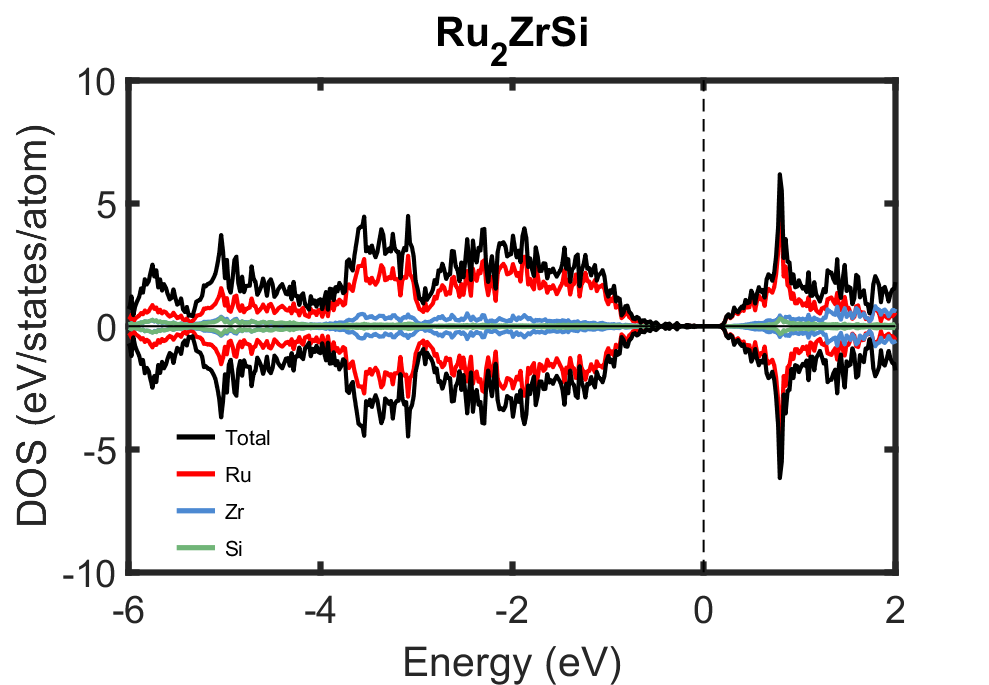 Ru2ZrSi
DOS (eV/states/atom)
10
5
0
-5
-10
Total
Ru
Zr
Si
-6 -4 -2 0 2
Energy (eV)